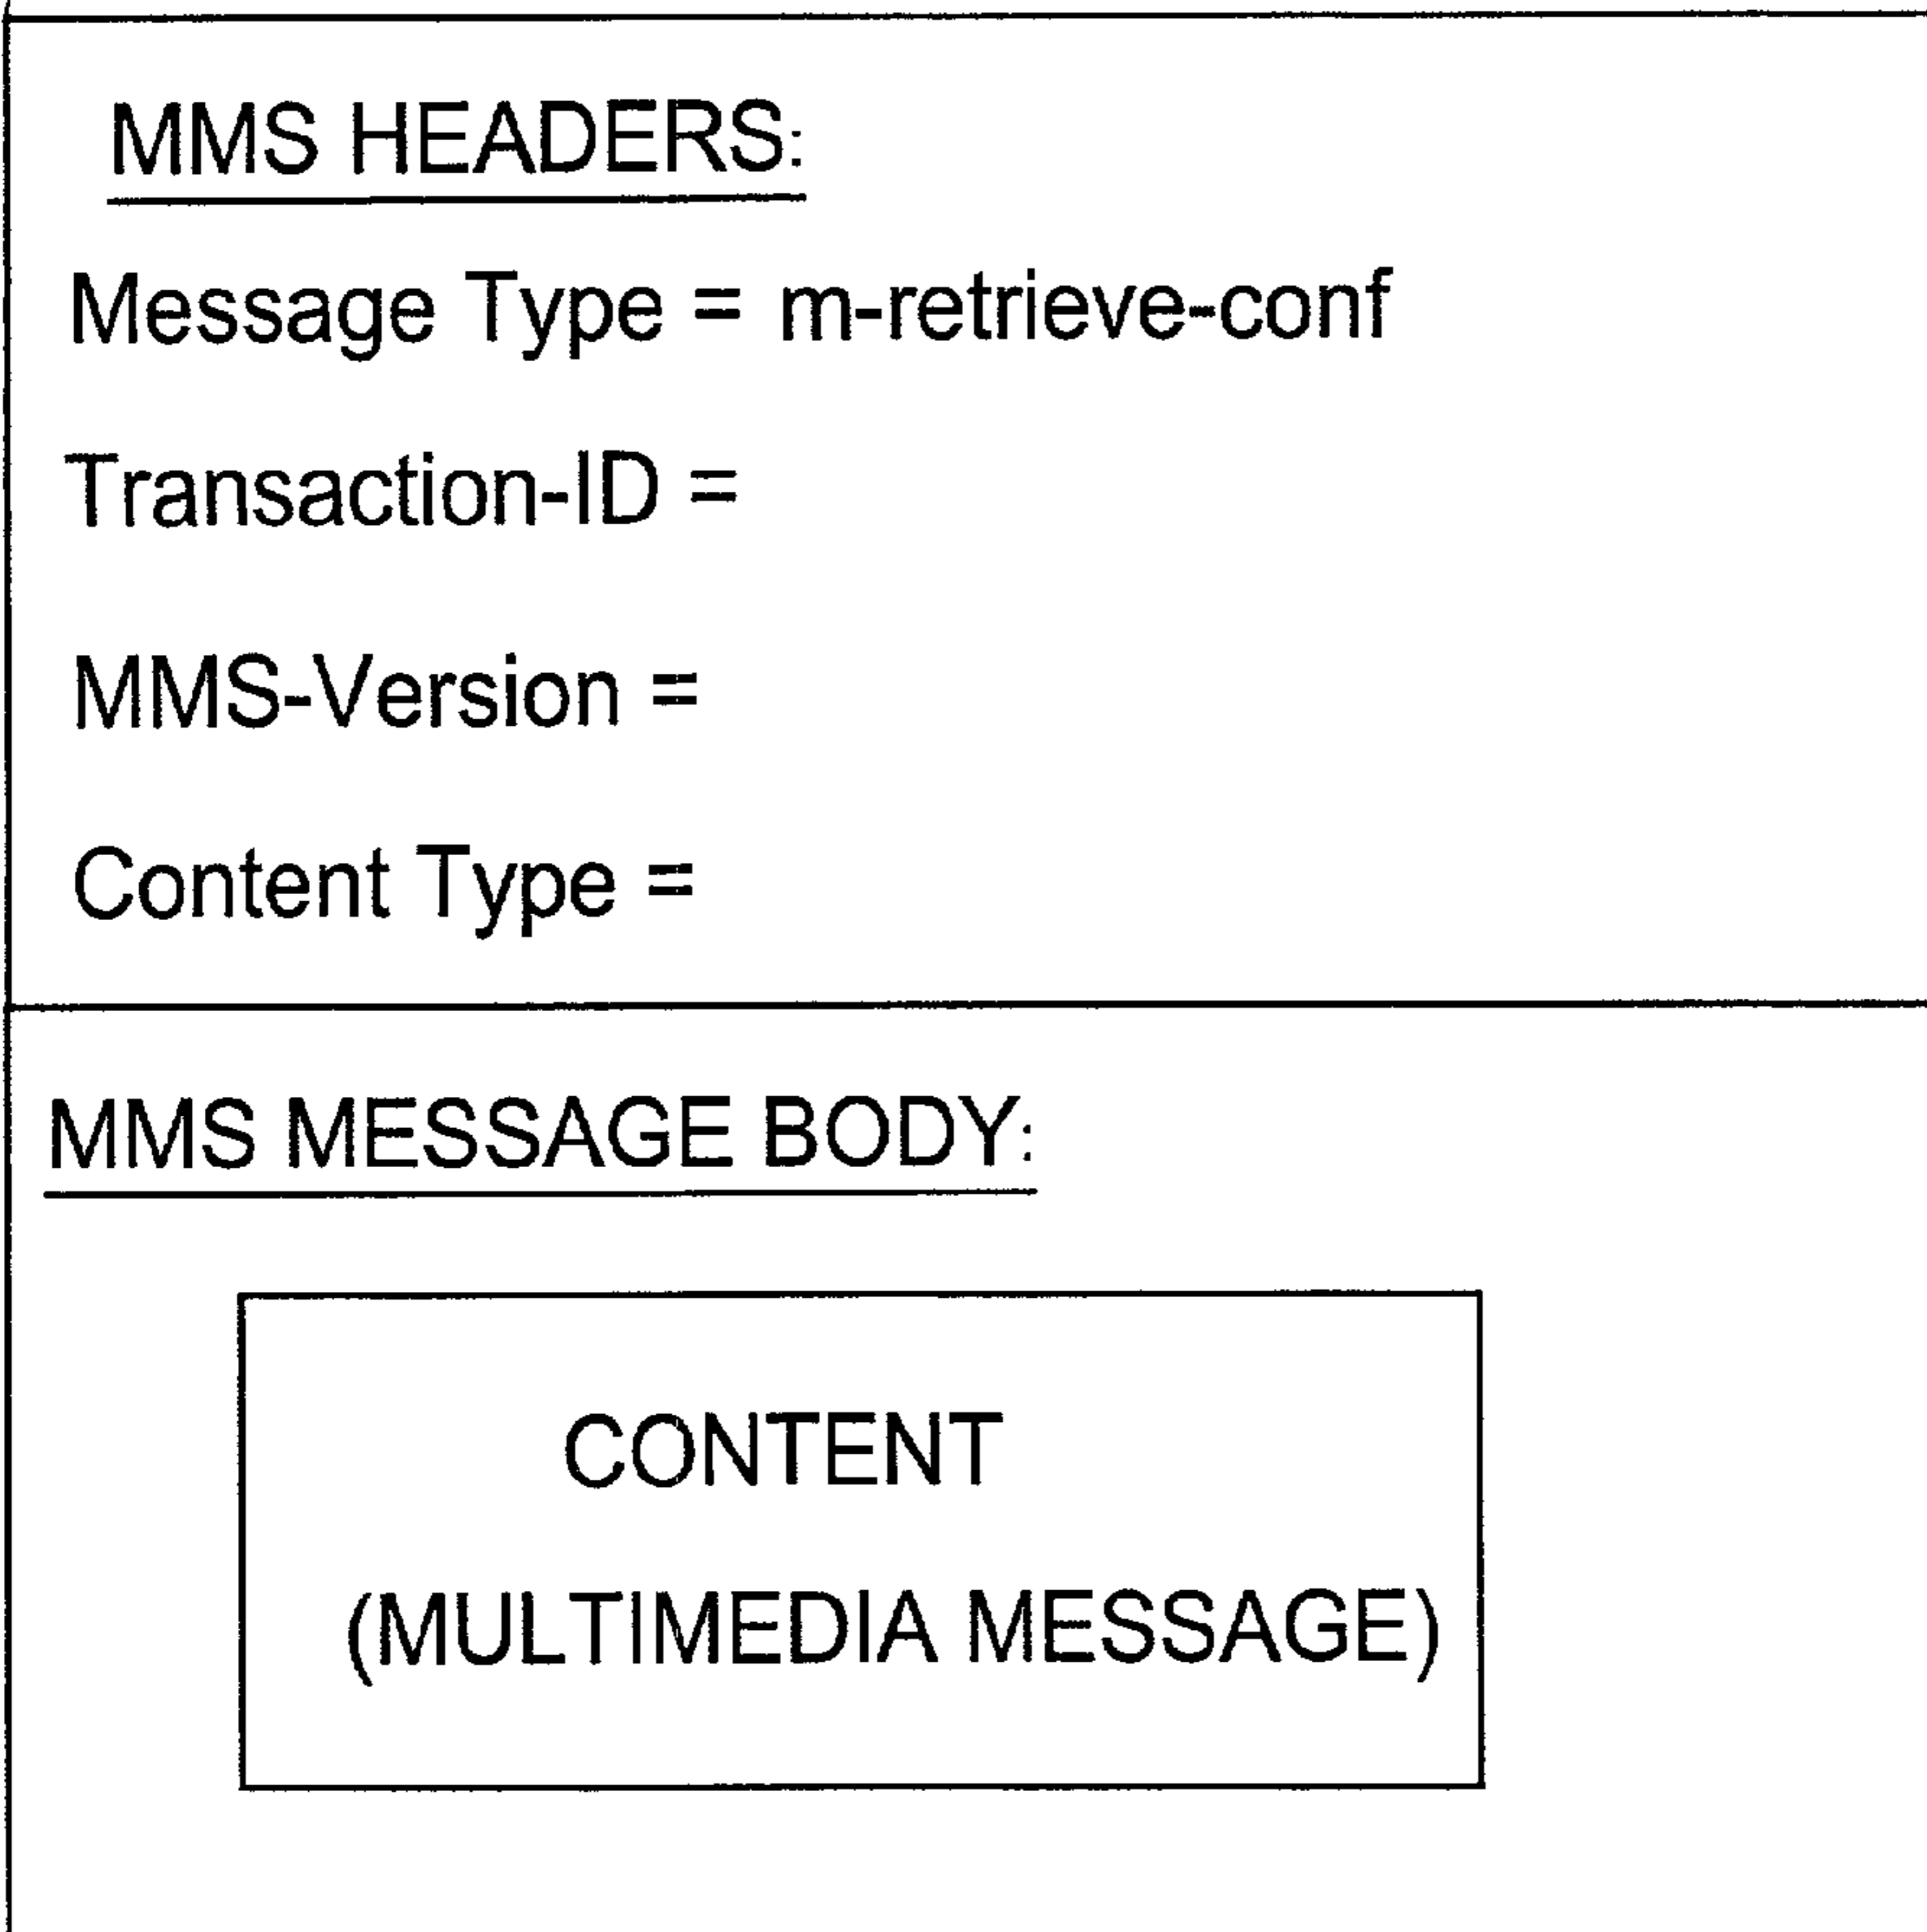 MMS HEADERS:
Message Type = m-retrieve-conf
Transaction-ID =
MMS-Version =
Content Type =
MMS MESSAGE BODY:
CONTENT
(MULTIMEDIA MESSAGE)